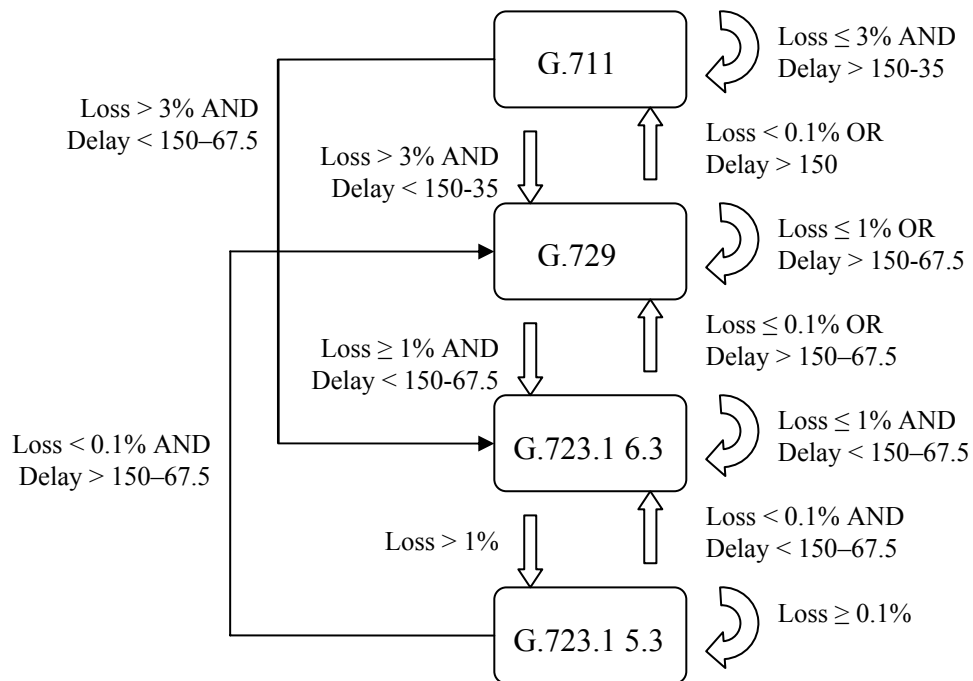 G.711
Loss ≤ 3% AND
Delay > 150-35
Loss > 3% AND
Delay < 150–67.5
Loss > 3% AND
Delay < 150-35
Loss < 0.1% OR
Delay > 150
G.729
Loss ≤ 1% OR
Delay > 150-67.5
Loss ≥ 1% AND
Delay < 150-67.5
Loss ≤ 0.1% OR
Delay > 150–67.5
Loss < 0.1% AND
Delay > 150–67.5
G.723.1 6.3
Loss ≤ 1% AND
Delay < 150–67.5
Loss > 1%
Loss < 0.1% AND
Delay < 150–67.5
G.723.1 5.3
Loss ≥ 0.1%